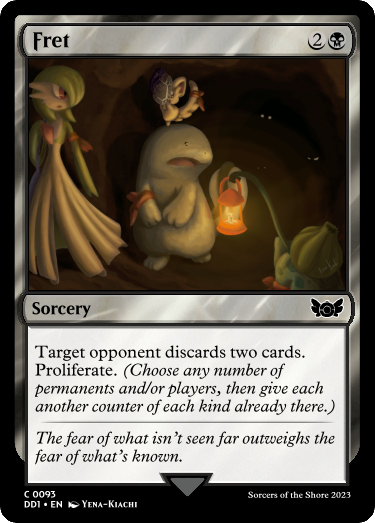 Fret 2
Sorcery
Target opponent discards two cards.
Proliferate. (Choose any number of
permanents and/or players, then give each
another counter of each kind already there.)
The fear of what isn't seen far outweighs the
fear of what's known.
C 0093
DD1 • EN Yena-Kiachi
Sorcers of the Shore 2023